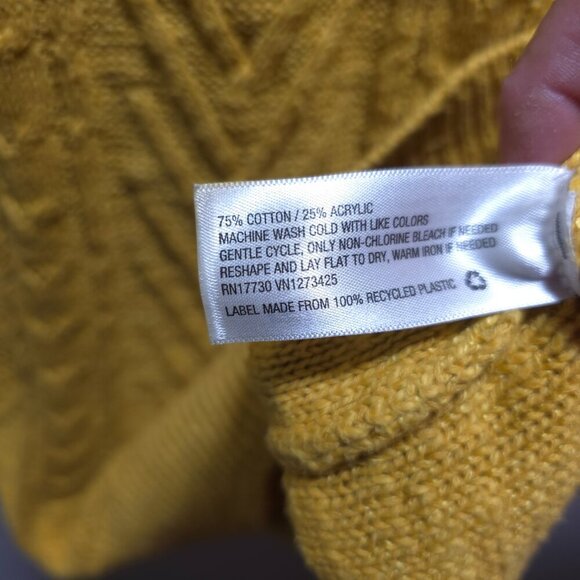 75% COTTON / 25% ACRYLIC
MACHINE WASH COLD WITH LIKE COLORS
GENTLE CYCLE, ONLY NON-CHLORINE BLEACH IF NEEDED
RESHAPE AND LAY FLAT TO DRY, WARM IRON IF NEEDED
RN17730 VN1273425
LABEL MADE FROM 100% RECYCLED PLASTIC